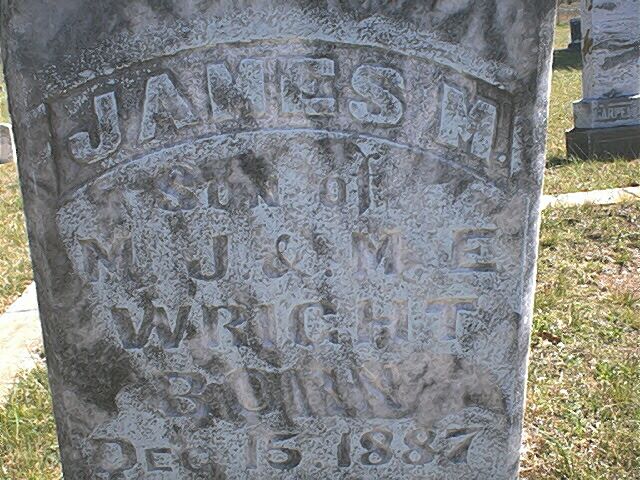 JAMES M.
SON of
M. J. & M. E.
WRIGHT
BORN
DEC. 15. 1887